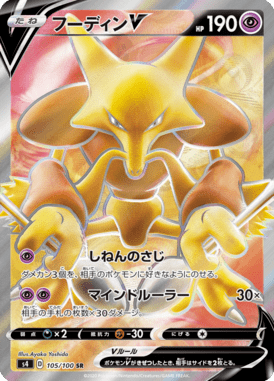 たね フーディンV HP190
しねんのさじ
ダメカン3個を、相手のポケモンに好きなようにのせる。
マインドルーラー 30×
相手の手札の枚数×30ダメージ。
弱点 ×2 抵抗力 -30 にげる
Vルール
ポケモンVがきぜつしたとき、相手はサイドを2枚とる。
Illus. Ayaka Yoshida
s4 D 105/100 SR